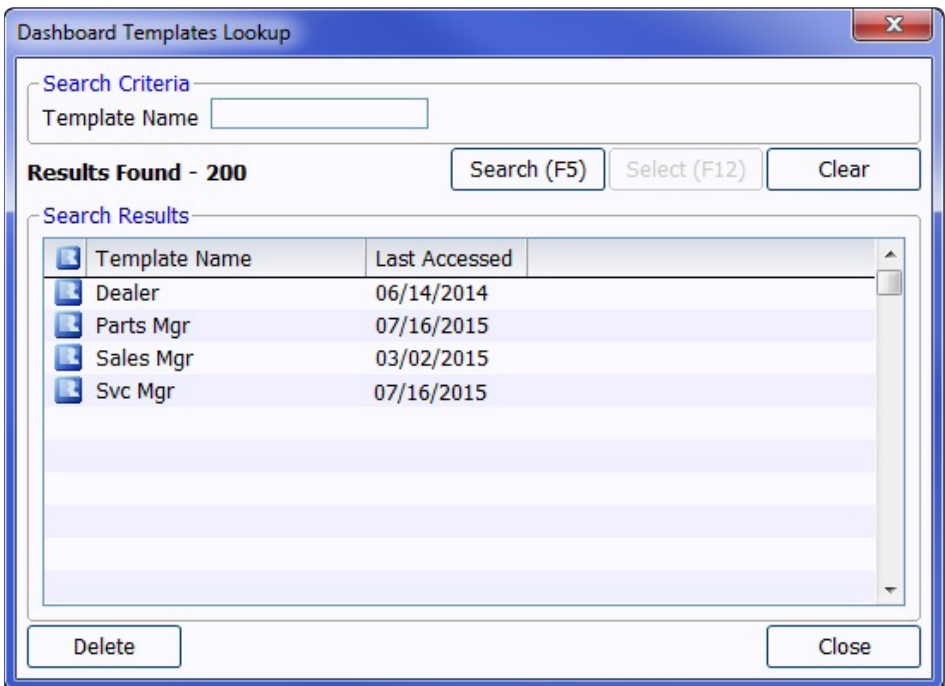 Dashboard Templates Lookup
Search Criteria
Template Name
Results Found - 200
Search (F5) Select (F12) Clear
Search Results
Template Name Last Accessed
Dealer 06/14/2014
Parts Mgr 07/16/2015
Sales Mgr 03/02/2015
Svc Mgr 07/16/2015
Delete Close